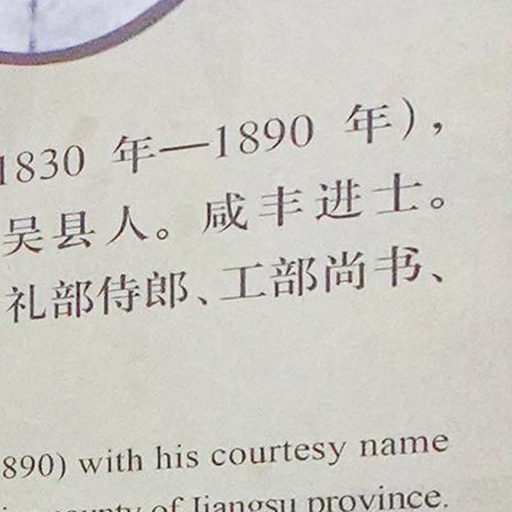 1830 年—1890 年），
吴县人。咸丰进士。
礼部侍郎、工部尚书、
890) with his courtesy name
county of Jiangsu province.